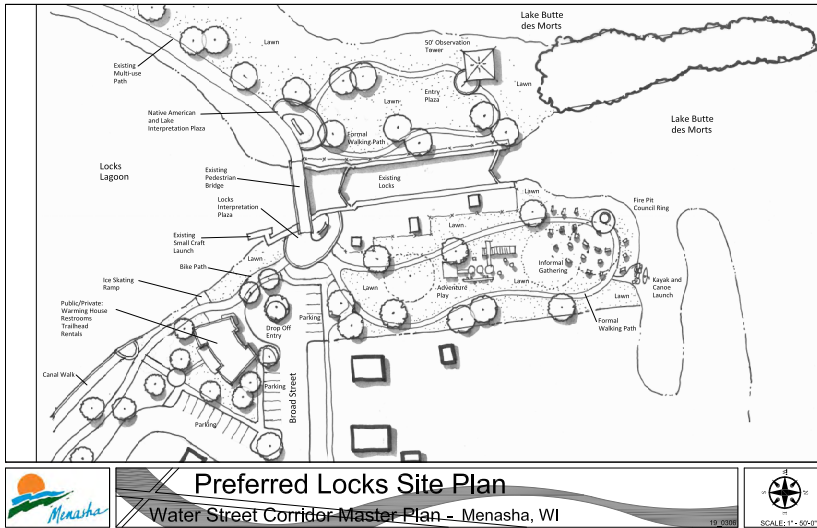 Lake Butte
des Morts
Lawn
50' Observation
Tower
Existing
Multi-use
Path
Lawn
Entry
Plaza
Lawn
Native American
and Lake
Interpretation Plaza
Lake Butte
des Morts
Formal
Walking Path
Locks
Lagoon
Existing
Pedestrian
Bridge
Existing
Locks
Lawn
Fire Pit
Council Ring
Locks
Interpretation
Plaza
Lawn
Existing
Small Craft
Launch
Lawn
Bike Path
Informal
Gathering
Ice Skating
Ramp
Lawn
Adventure
Play
Lawn
Kayak and
Canoe
Launch
Lawn
Public/Private:
Warming House
Restrooms
Trailhead
Rentals
Parking
Drop Off
Entry
Formal
Walking Path
Canal Walk
Parking
Broad Street
Parking
Menasha
Preferred Locks Site Plan
Water Street Corridor Master Plan - Menasha, WI
19_0308
N
S
E
SCALE: 1" - 50'-0"